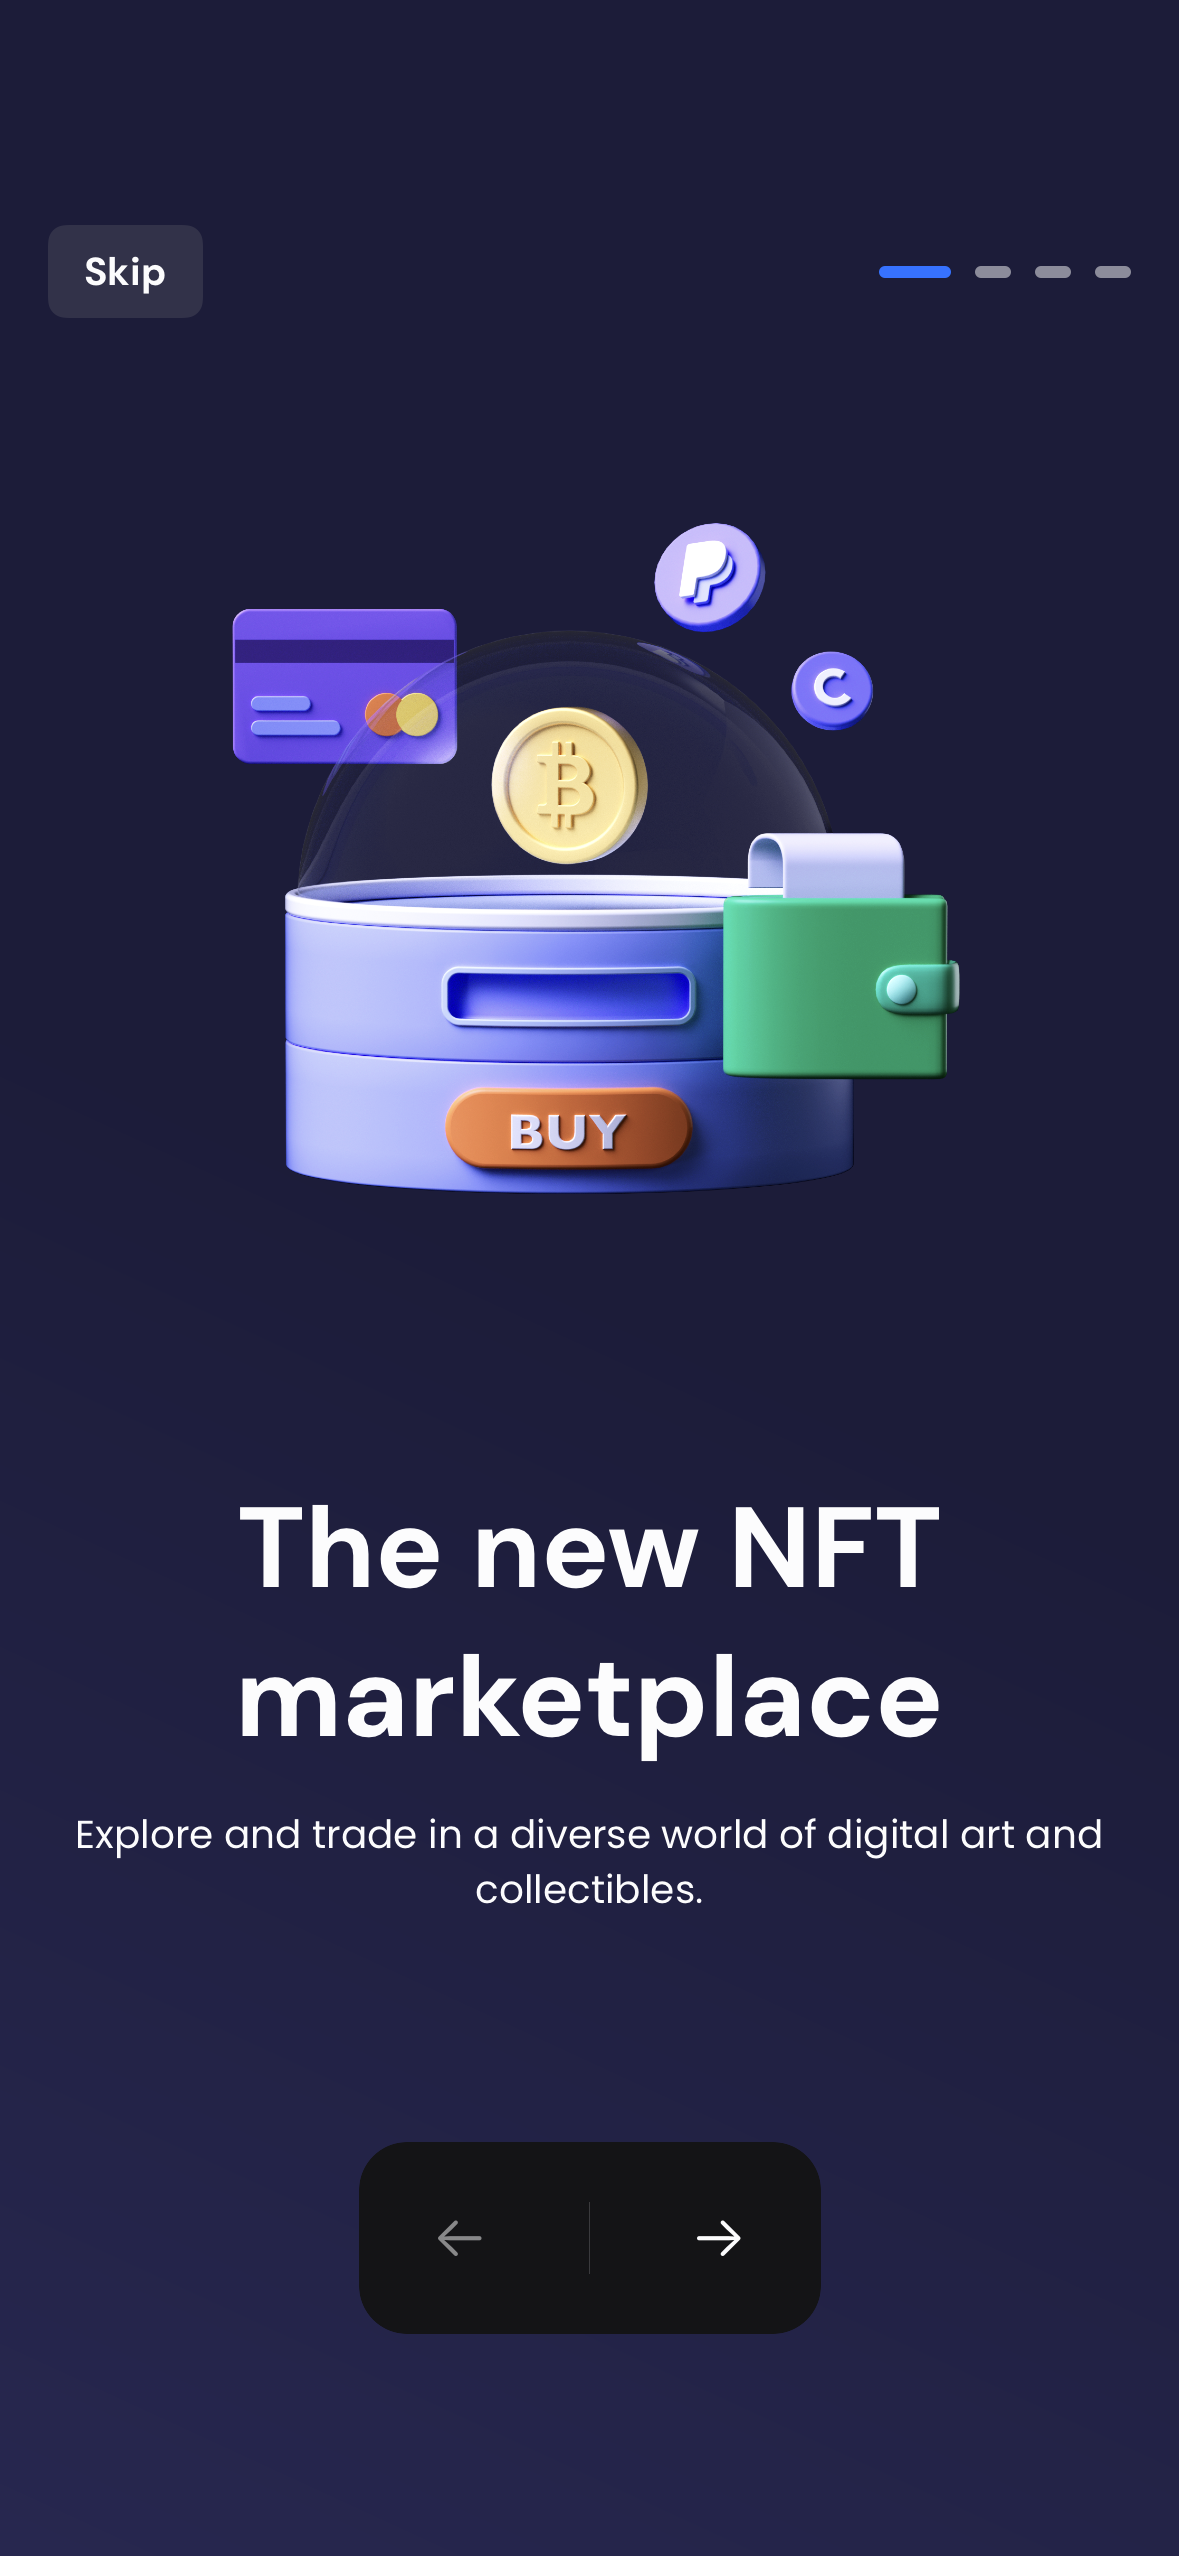 Skip
C
B
BUY
The new NFT
marketplace
Explore and trade in a diverse world of digital art and
collectibles.